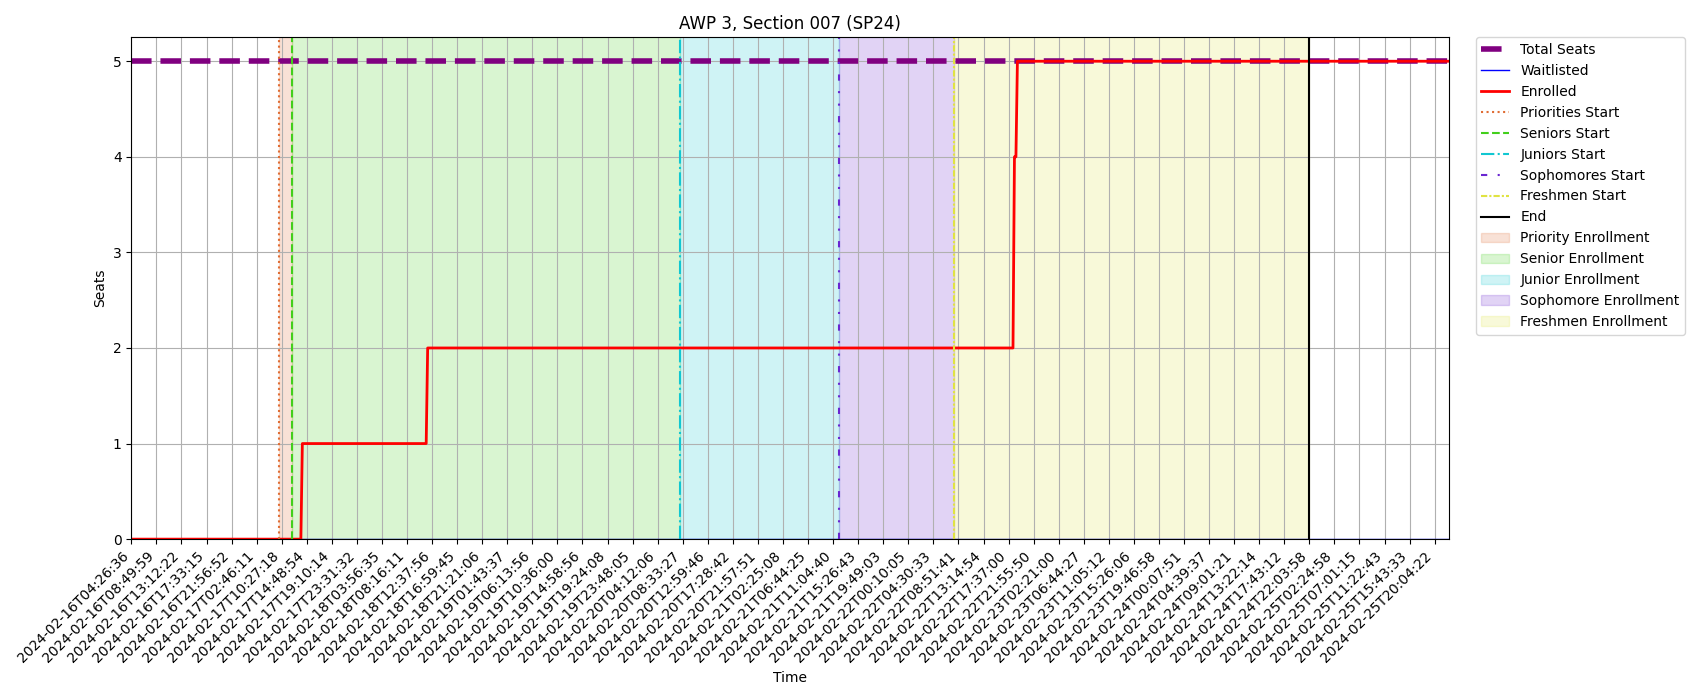 AWP 3, Section 007 (SP24)
Seats
5
4
3
2
1
0
2024-02-16T04:26:36
2024-02-16T08:49:59
2024-02-16T13:12:22
2024-02-16T17:33:15
2024-02-16T21:56:52
2024-02-17T02:46:11
2024-02-17T10:27:18
2024-02-17T14:48:54
2024-02-17T19:10:14
2024-02-17T23:31:32
2024-02-18T03:56:35
2024-02-18T08:16:11
2024-02-18T12:37:56
2024-02-18T16:59:45
2024-02-18T21:21:06
2024-02-19T01:43:37
2024-02-19T06:13:56
2024-02-19T10:36:00
2024-02-19T14:58:56
2024-02-19T19:24:08
2024-02-19T23:48:05
2024-02-20T04:12:06
2024-02-20T08:33:27
2024-02-20T12:59:46
2024-02-20T17:28:42
2024-02-20T21:57:51
2024-02-21T02:25:08
2024-02-21T06:44:25
2024-02-21T11:04:40
2024-02-21T15:26:43
2024-02-21T19:49:03
2024-02-22T00:10:05
2024-02-22T04:30:33
2024-02-22T08:51:41
2024-02-22T13:14:54
2024-02-22T17:37:00
2024-02-22T21:55:50
2024-02-23T02:21:00
2024-02-23T06:44:27
2024-02-23T11:05:12
2024-02-23T15:26:06
2024-02-23T19:46:58
2024-02-24T00:07:51
2024-02-24T04:39:37
2024-02-24T09:01:21
2024-02-24T13:22:14
2024-02-24T17:43:12
2024-02-24T22:03:58
2024-02-25T02:24:58
2024-02-25T07:01:15
2024-02-25T11:22:43
2024-02-25T15:43:33
2024-02-25T20:04:22
Time
Total Seats
Waitlisted
Enrolled
Priorities Start
Seniors Start
Juniors Start
Sophomores Start
Freshmen Start
End
Priority Enrollment
Senior Enrollment
Junior Enrollment
Sophomore Enrollment
Freshmen Enrollment